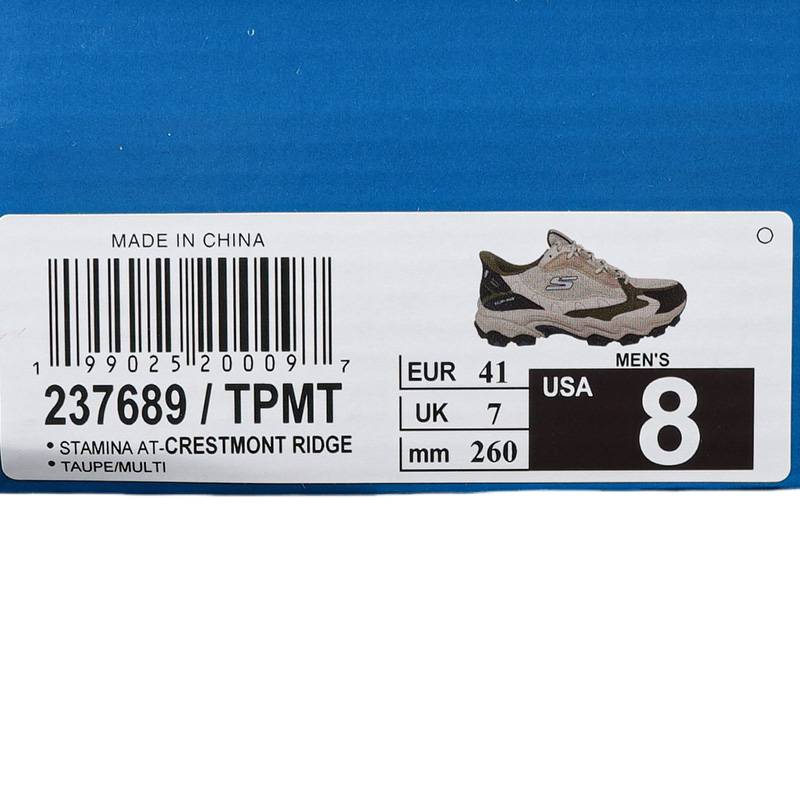 MADE IN CHINA
1 99025 20009 7
237689 / TPMT
• STAMINA AT-CRESTMONT RIDGE
• TAUPE/MULTI
EUR 41
UK 7
mm 260
MEN'S
USA 8